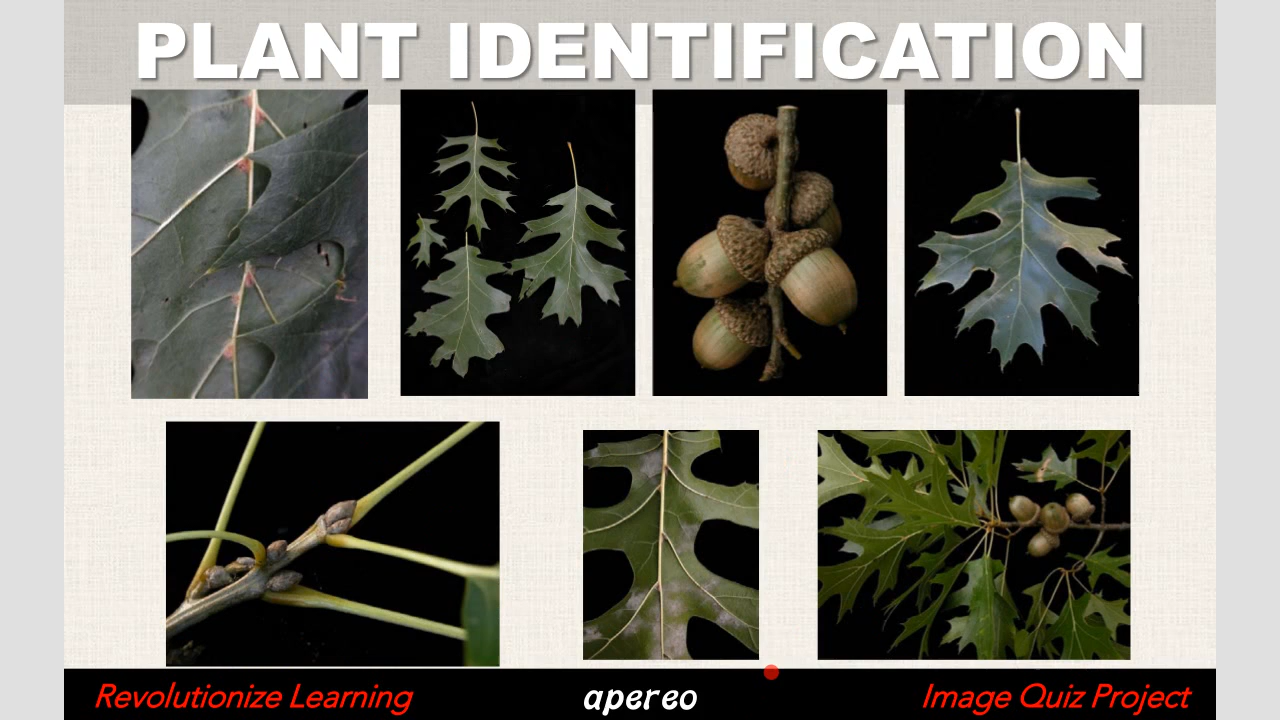 PLANT IDENTIFICATION
Revolutionize Learning
apereo
Image Quiz Project